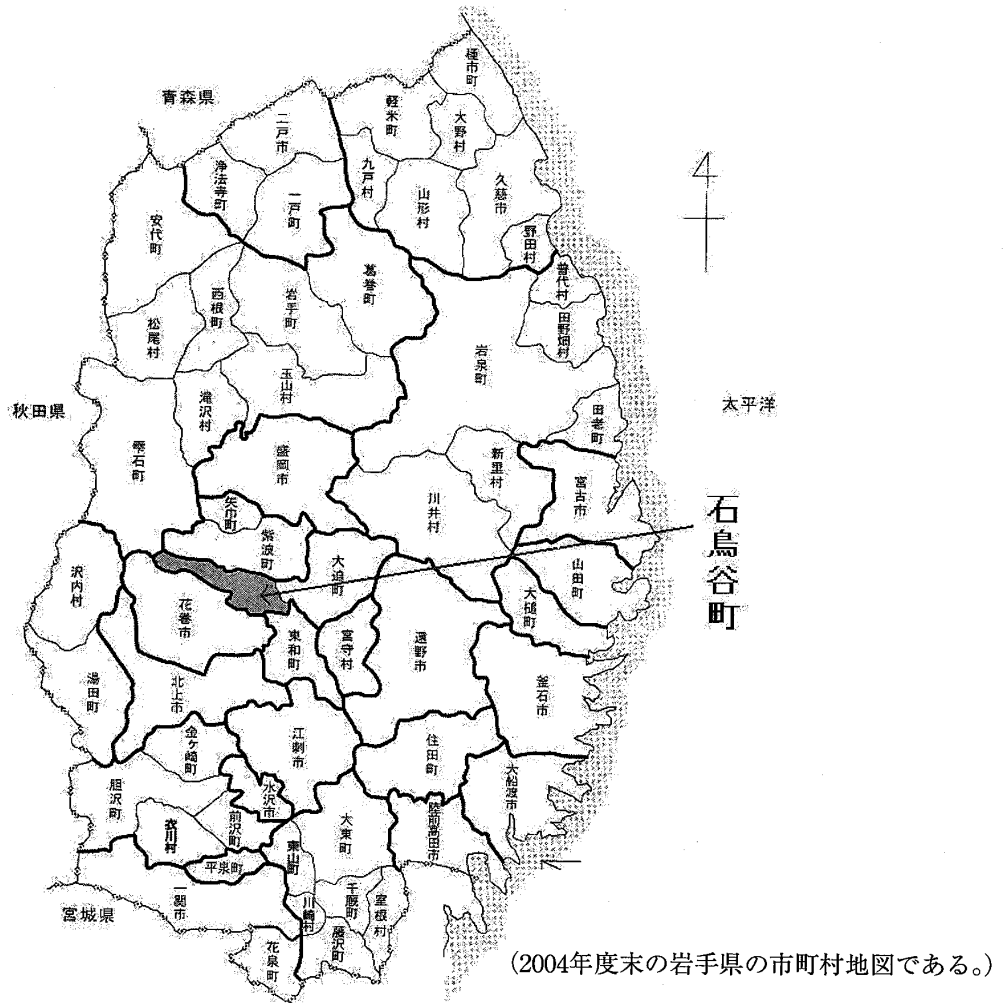 種市町
青森県
軽米町
二戸市
大野村
浄法寺町
九戸村
久慈市
一戸町
山形村
安代町
野田村
普代村
葛巻町
西根町
岩手町
田野畑村
松尾村
岩泉町
玉山村
太平洋
秋田県
滝沢村
田老町
雫石町
盛岡市
新里村
宮古市
川井村
矢巾町
石鳥谷町
紫波町
大迫町
山田町
沢内村
大槌町
花巻市
東和町
宮守村
遠野市
釜石市
湯田町
北上市
江刺市
住田町
金ヶ崎町
大船渡市
胆沢町
水沢市
陸前高田市
前沢町
大東町
衣川村
東山町
平泉町
一関市
千厩町
室根村
宮城県
川崎村
藤沢町
花泉町
(2004年度末の岩手県の市町村地図である。)